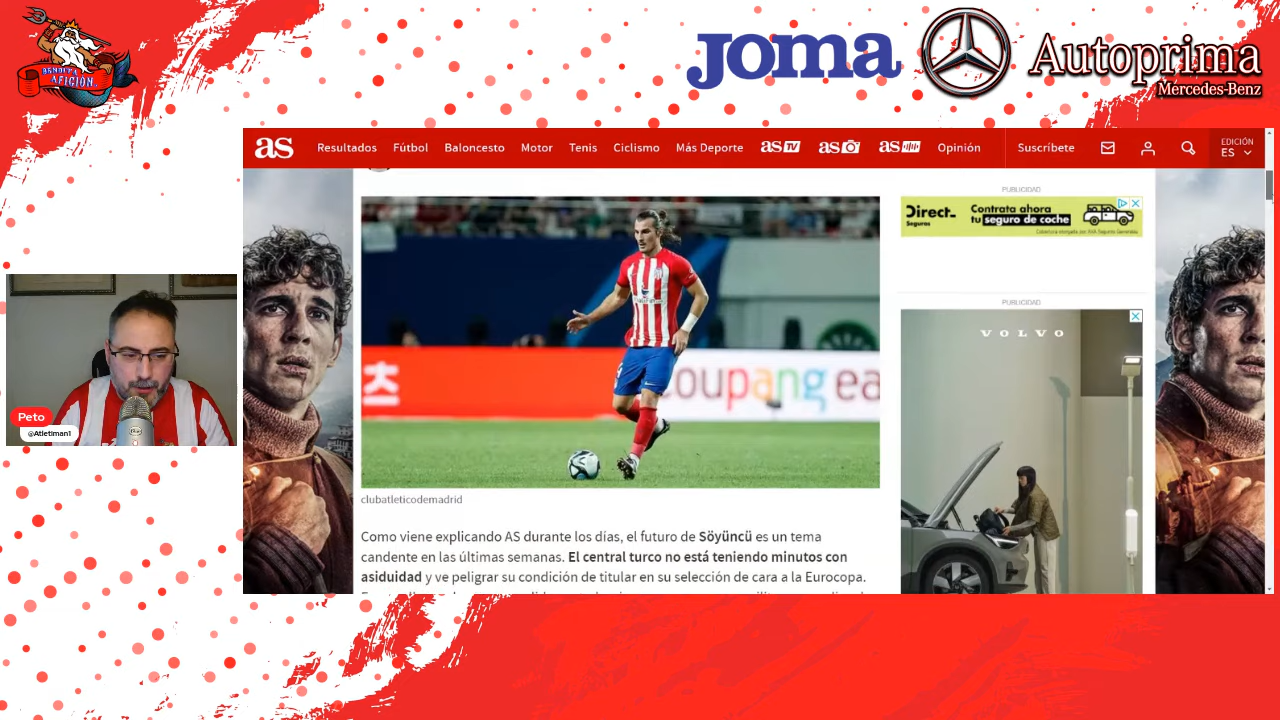 BENDITA
AFICIÓN
Joma
Autoprima
Mercedes-Benz
as
Resultados
Fútbol
Baloncesto
Motor
Tenis
Ciclismo
Más Deporte
as TV
as
as
Opinión
Suscríbete
EDICIÓN
ES
PUBLICIDAD
Direct
Seguros
Contrata ahora
tu seguro de coche
PUBLICIDAD
VOLVO
coupang
clubatleticodemadrid
Como viene explicando AS durante los días, el futuro de Söyüncü es un tema
candente en las últimas semanas. El central turco no está teniendo minutos con
asiduidad y ve peligrar su condición de titular en su selección de cara a la Eurocopa.
Peto
@Atletiman1